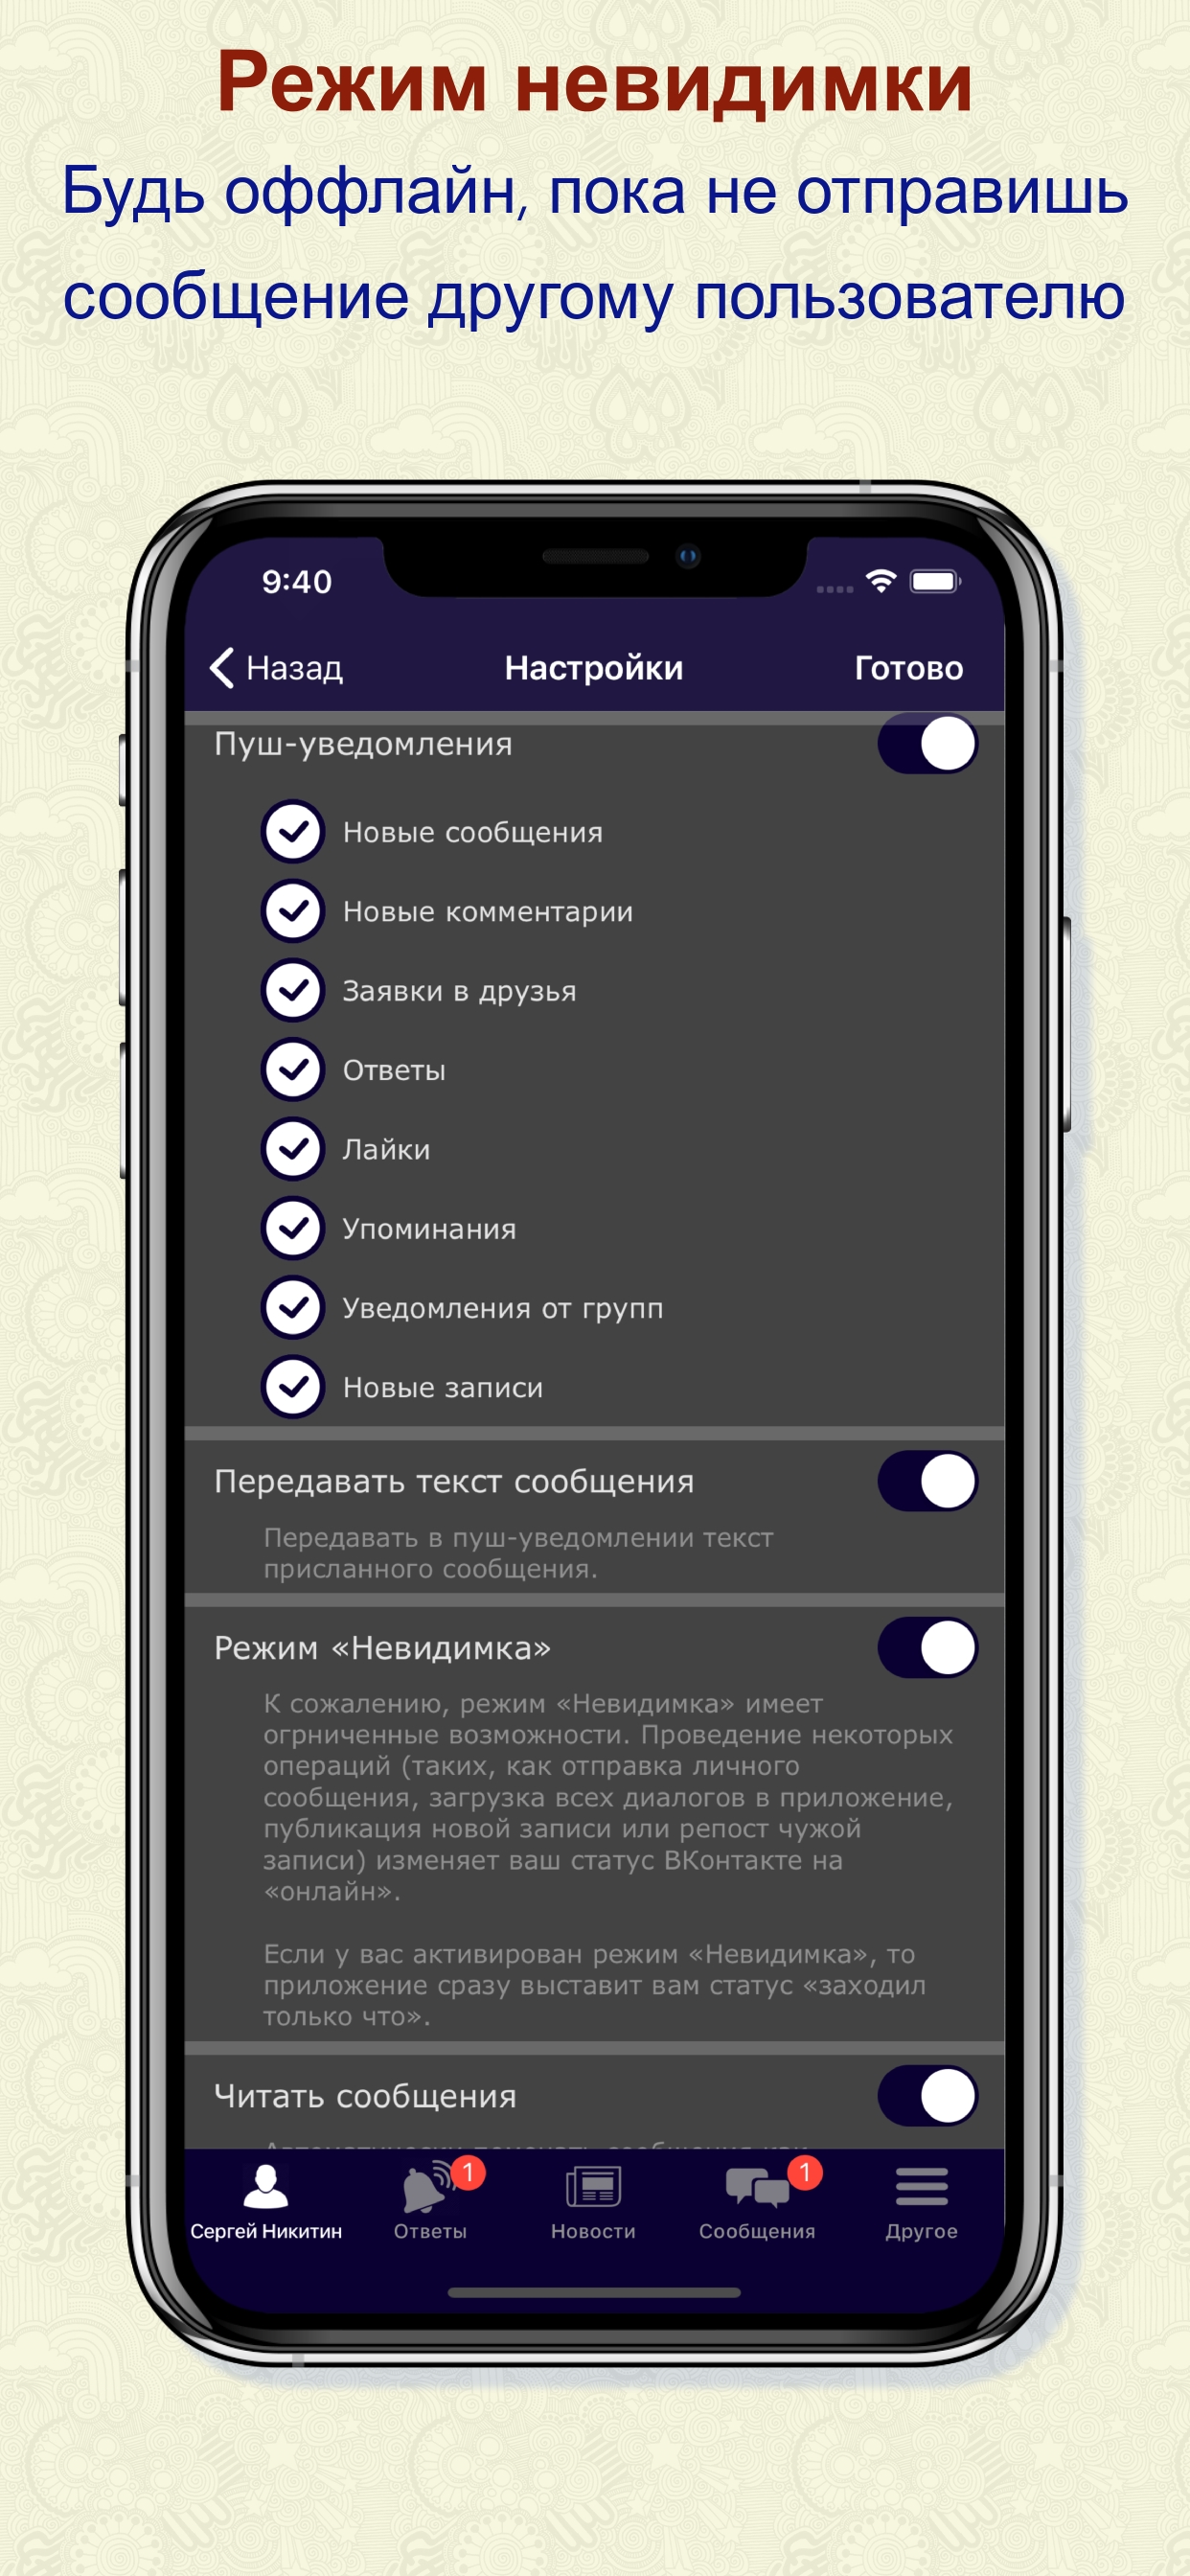 Режим невидимки
Будь оффлайн, пока не отправишь
сообщение другому пользователю
9:40
Назад
Настройки
Готово
Пуш-уведомления
Новые сообщения
Новые комментарии
Заявки в друзья
Ответы
Лайки
Упоминания
Уведомления от групп
Новые записи
Передавать текст сообщения
Передавать в пуш-уведомлении текст
присланного сообщения.
Режим «Невидимка»
К сожалению, режим «Невидимка» имеет
огрниченные возможности. Проведение некоторых
операций (таких, как отправка личного
сообщения, загрузка всех диалогов в приложение,
публикация новой записи или репост чужой
записи) изменяет ваш статус ВКонтакте на
«онлайн».
Если у вас активирован режим «Невидимка», то
приложение сразу выставит вам статус «заходил
только что».
Читать сообщения
1
1
Сергей Никитин
Ответы
Новости
Сообщения
Другое